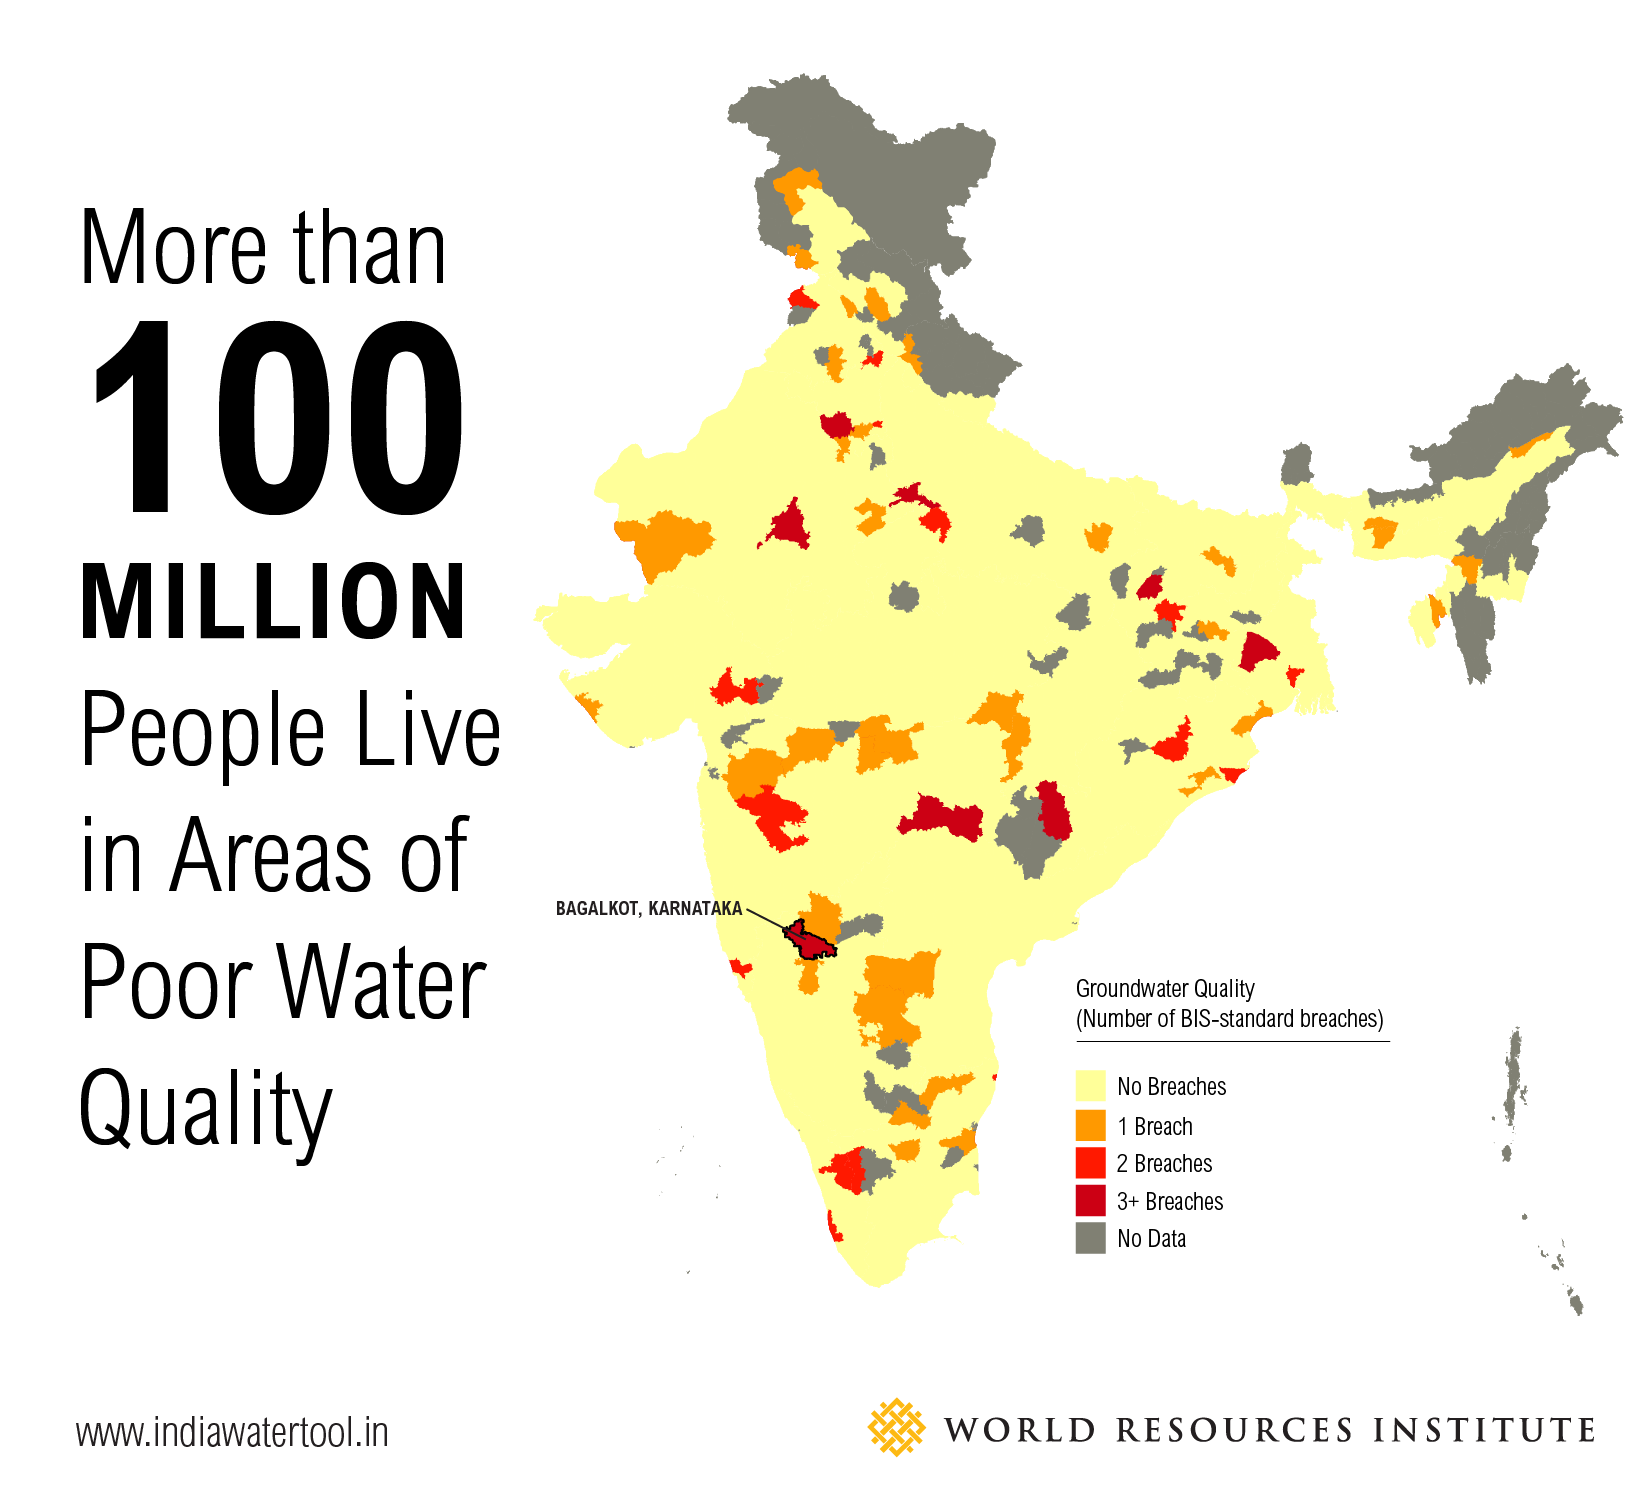 More than
100
MILLION
People Live
in Areas of
Poor Water
Quality
BAGALKOT, KARNATAKA
Groundwater Quality
(Number of BIS-standard breaches)
No Breaches
1 Breach
2 Breaches
3+ Breaches
No Data
www.indiawatertool.in
WORLD RESOURCES INSTITUTE